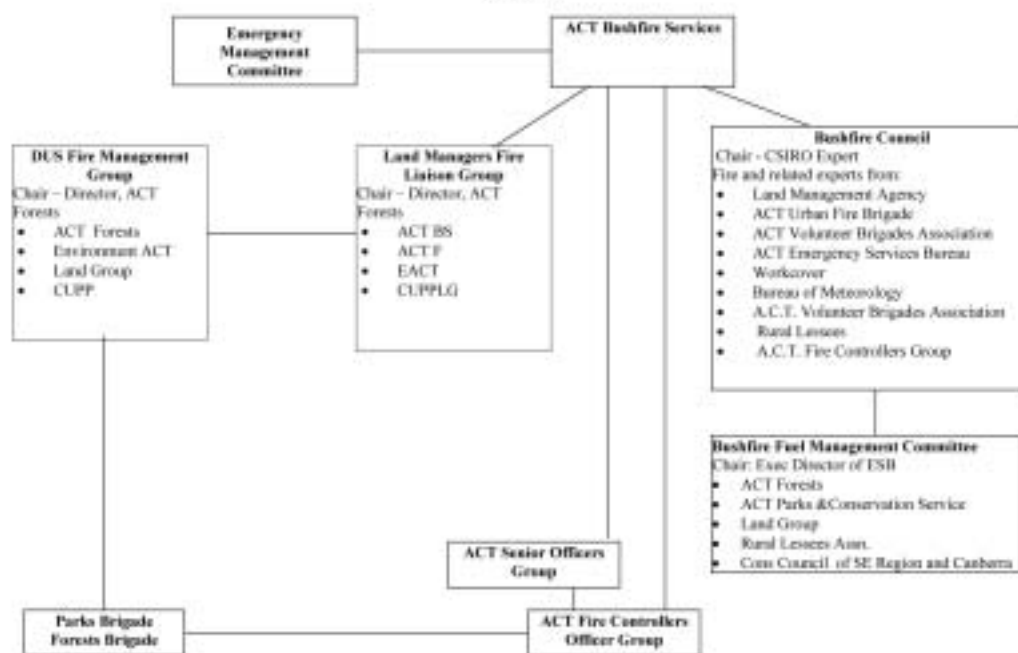 Emergency
Management
Committee
ACT Bushfire Services
DUS Fire Management
Group
Chair – Director, ACT
Forests
• ACT Forests
• Environment ACT
• Land Group
• CUPP
Land Managers Fire
Liaison Group
Chair – Director, ACT
Forests
• ACT BS
• ACT F
• EACT
• CUPPLG
Bushfire Council
Chair - CSIRO Expert
Fire and related experts from:
• Land Management Agency
• ACT Urban Fire Brigade
• ACT Volunteer Brigades Association
• ACT Emergency Services Bureau
• Workcover
• Bureau of Meteorology
• A.C.T. Volunteer Brigades Association
• Rural Lessees
• A.C.T. Fire Controllers Group
Bushfire Fuel Management Committee
Chair: Exec Director of ESB
• ACT Forests
• ACT Parks &Conservation Service
• Land Group
• Rural Lessees Assn.
• Cons Council of SE Region and Canberra
ACT Senior Officers
Group
Parks Brigade
Forests Brigade
ACT Fire Controllers
Officer Group